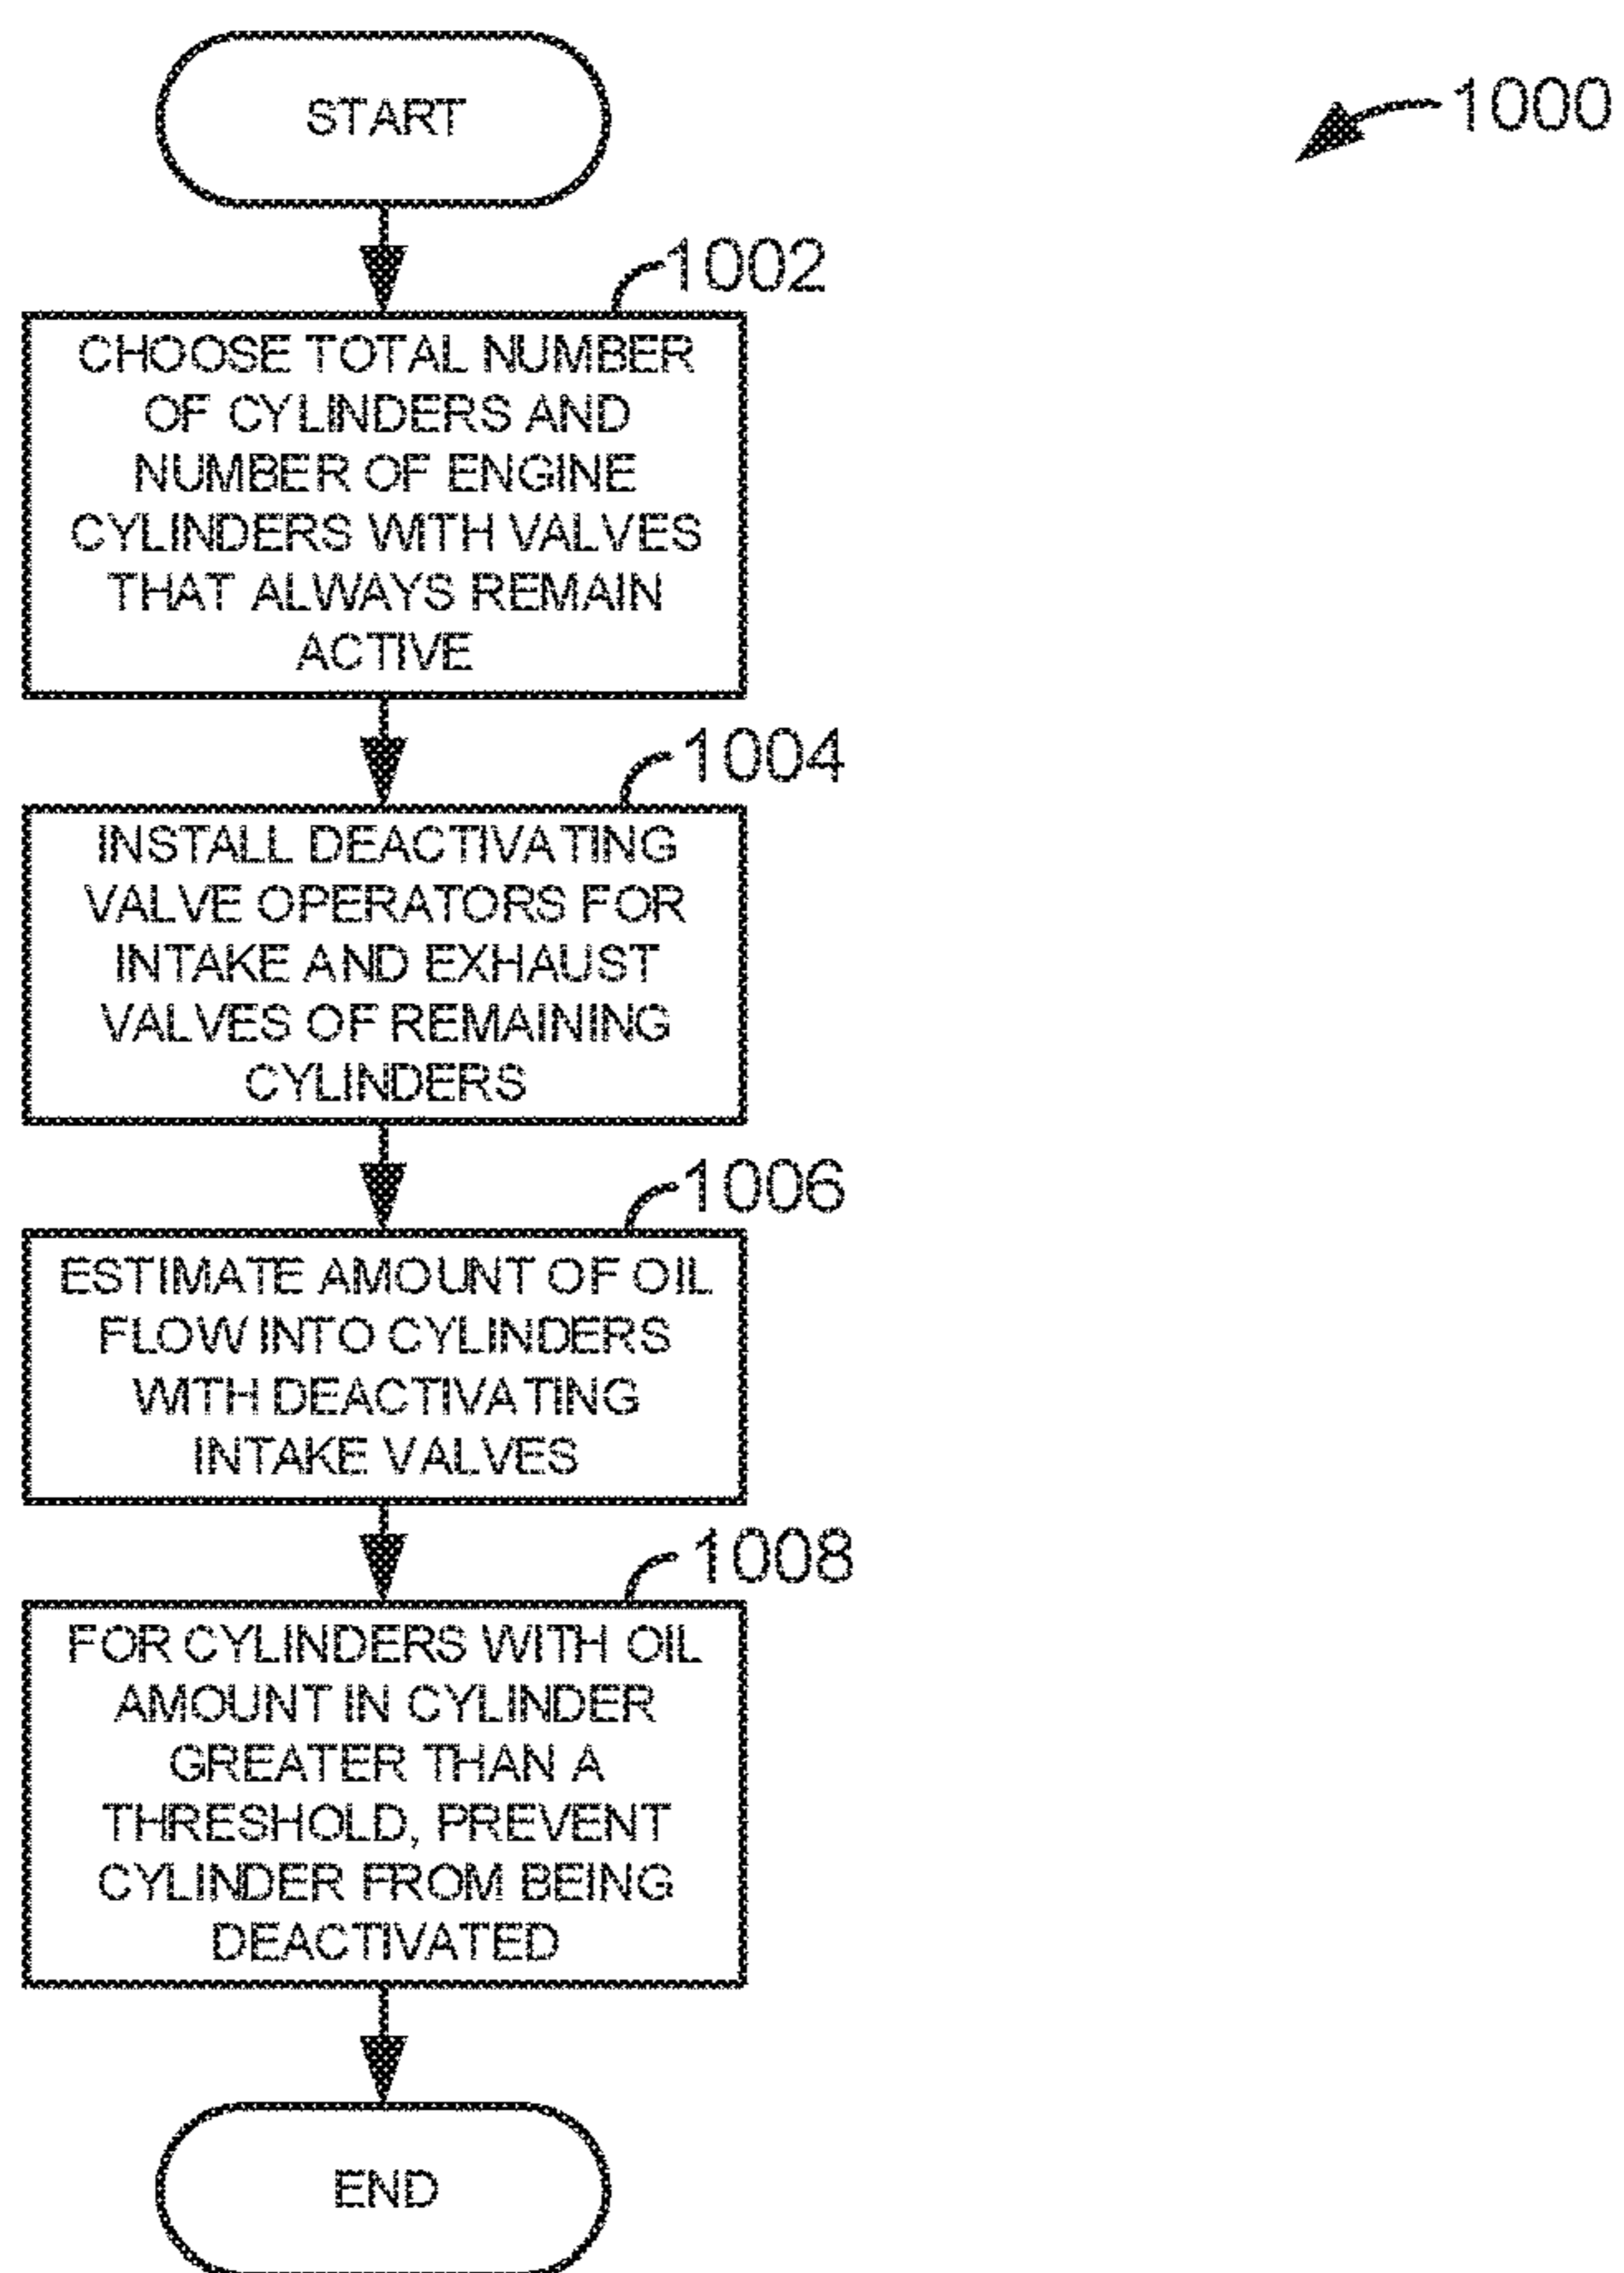 START
1000
1002
CHOOSE TOTAL NUMBER
OF CYLINDERS AND
NUMBER OF ENGINE
CYLINDERS WITH VALVES
THAT ALWAYS REMAIN
ACTIVE
1004
INSTALL DEACTIVATING
VALVE OPERATORS FOR
INTAKE AND EXHAUST
VALVES OF REMAINING
CYLINDERS
1006
ESTIMATE AMOUNT OF OIL
FLOW INTO CYLINDERS
WITH DEACTIVATING
INTAKE VALVES
1008
FOR CYLINDERS WITH OIL
AMOUNT IN CYLINDER
GREATER THAN A
THRESHOLD, PREVENT
CYLINDER FROM BEING
DEACTIVATED
END